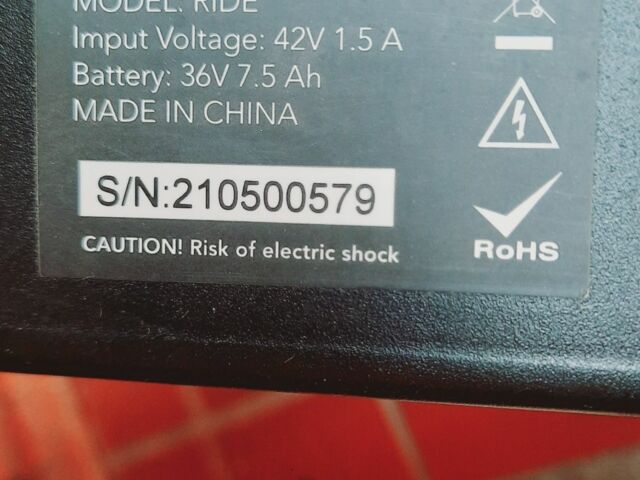 MODEL: RIDE
Imput Voltage: 42V 1.5 A
Battery: 36V 7.5 Ah
MADE IN CHINA
S/N:210500579
CAUTION! Risk of electric shock
RoHS